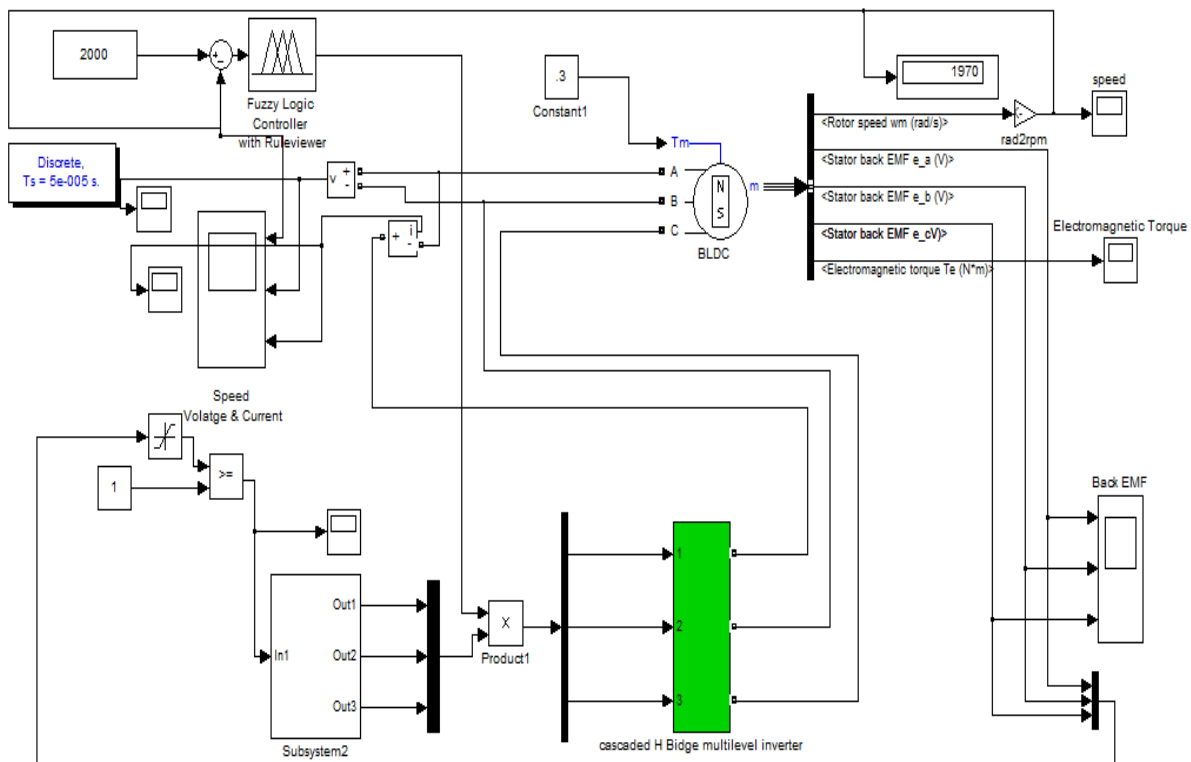 2000
+
-
Fuzzy Logic
Controller
with Ruleviewer
.3
Constant1
1970
speed
<Rotor speed wm (rad/s)>
rad2rpm
Discrete,
Ts = 5e-005 s.
v
+
-
Tm
A
B
C
N
S
m
BLDC
<Stator back EMF e_a (V)>
<Stator back EMF e_b (V)>
<Stator back EMF e_cV)>
<Electromagnetic torque Te (N*m)>
Electromagnetic Torque
+
i
-
Speed
Volatge & Current
>=
1
Back EMF
In1
Out1
Out2
Out3
Subsystem2
X
Product1
1
2
3
cascaded H Bidge multilevel inverter